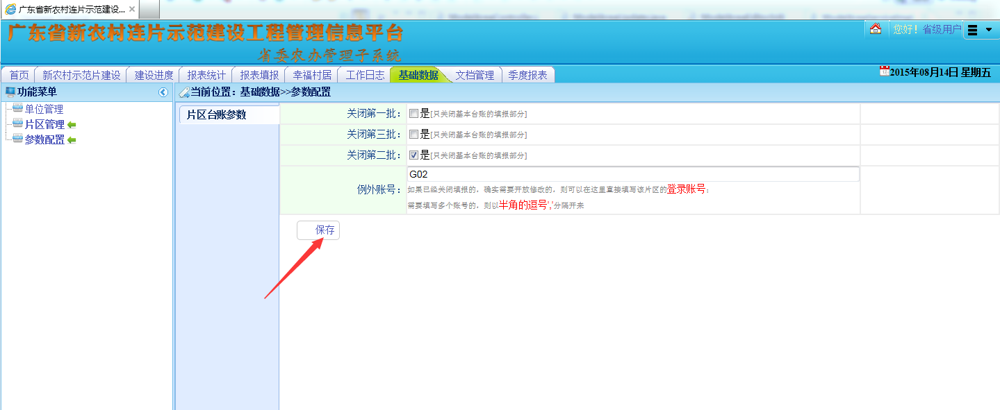 广东省新农村连片示范建设...
广东省新农村连片示范建设工程管理信息平台
省委农办管理子系统
您好！省级用户
首页 新农村示范片建设 建设进度 报表统计 报表填报 幸福村居 工作日志 基础数据 文档管理 季度报表
2015年08月14日 星期五
功能菜单
单位管理
片区管理
参数配置
当前位置：基础数据>>参数配置
片区台账参数
关闭第一批： 是[只关闭基本台账的填报部分]
关闭第三批： 是[只关闭基本台账的填报部分]
关闭第二批： 是[只关闭基本台账的填报部分]
例外账号： G02
如果已经关闭填报的，确实需要开放修改的，则可以在这里直接填写该片区的登录账号；
需要填写多个账号的，则以半角的逗号','分隔开来
保存